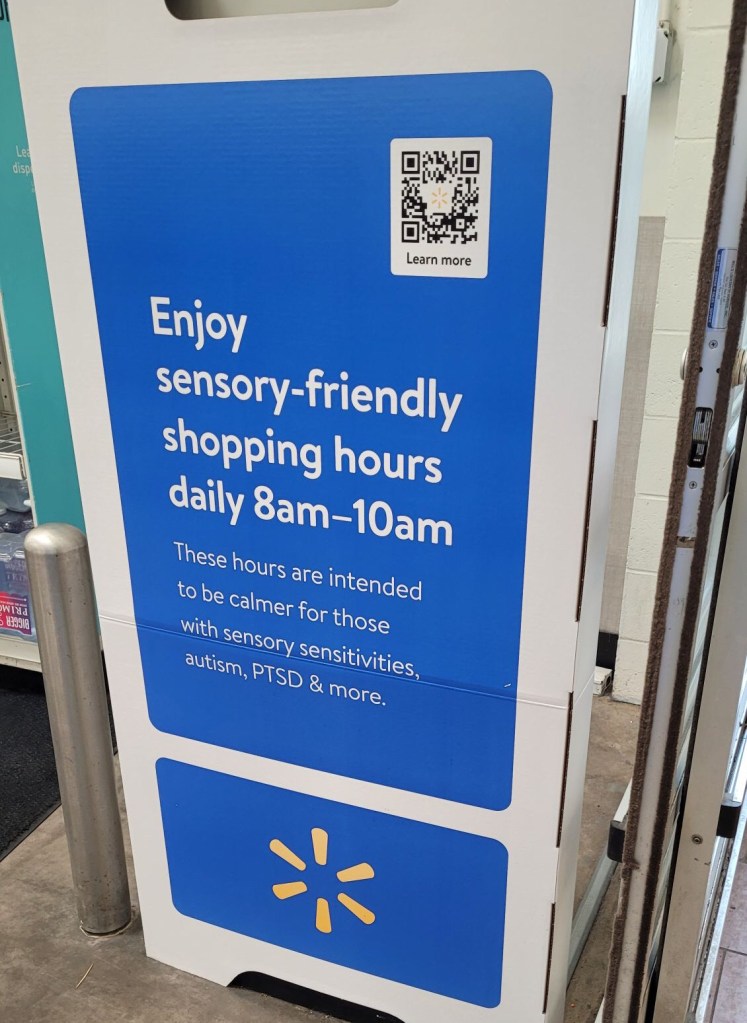 Learn more
Enjoy
sensory-friendly
shopping hours
daily 8am–10am
These hours are intended
to be calmer for those
with sensory sensitivities,
autism, PTSD & more.
BIGGER